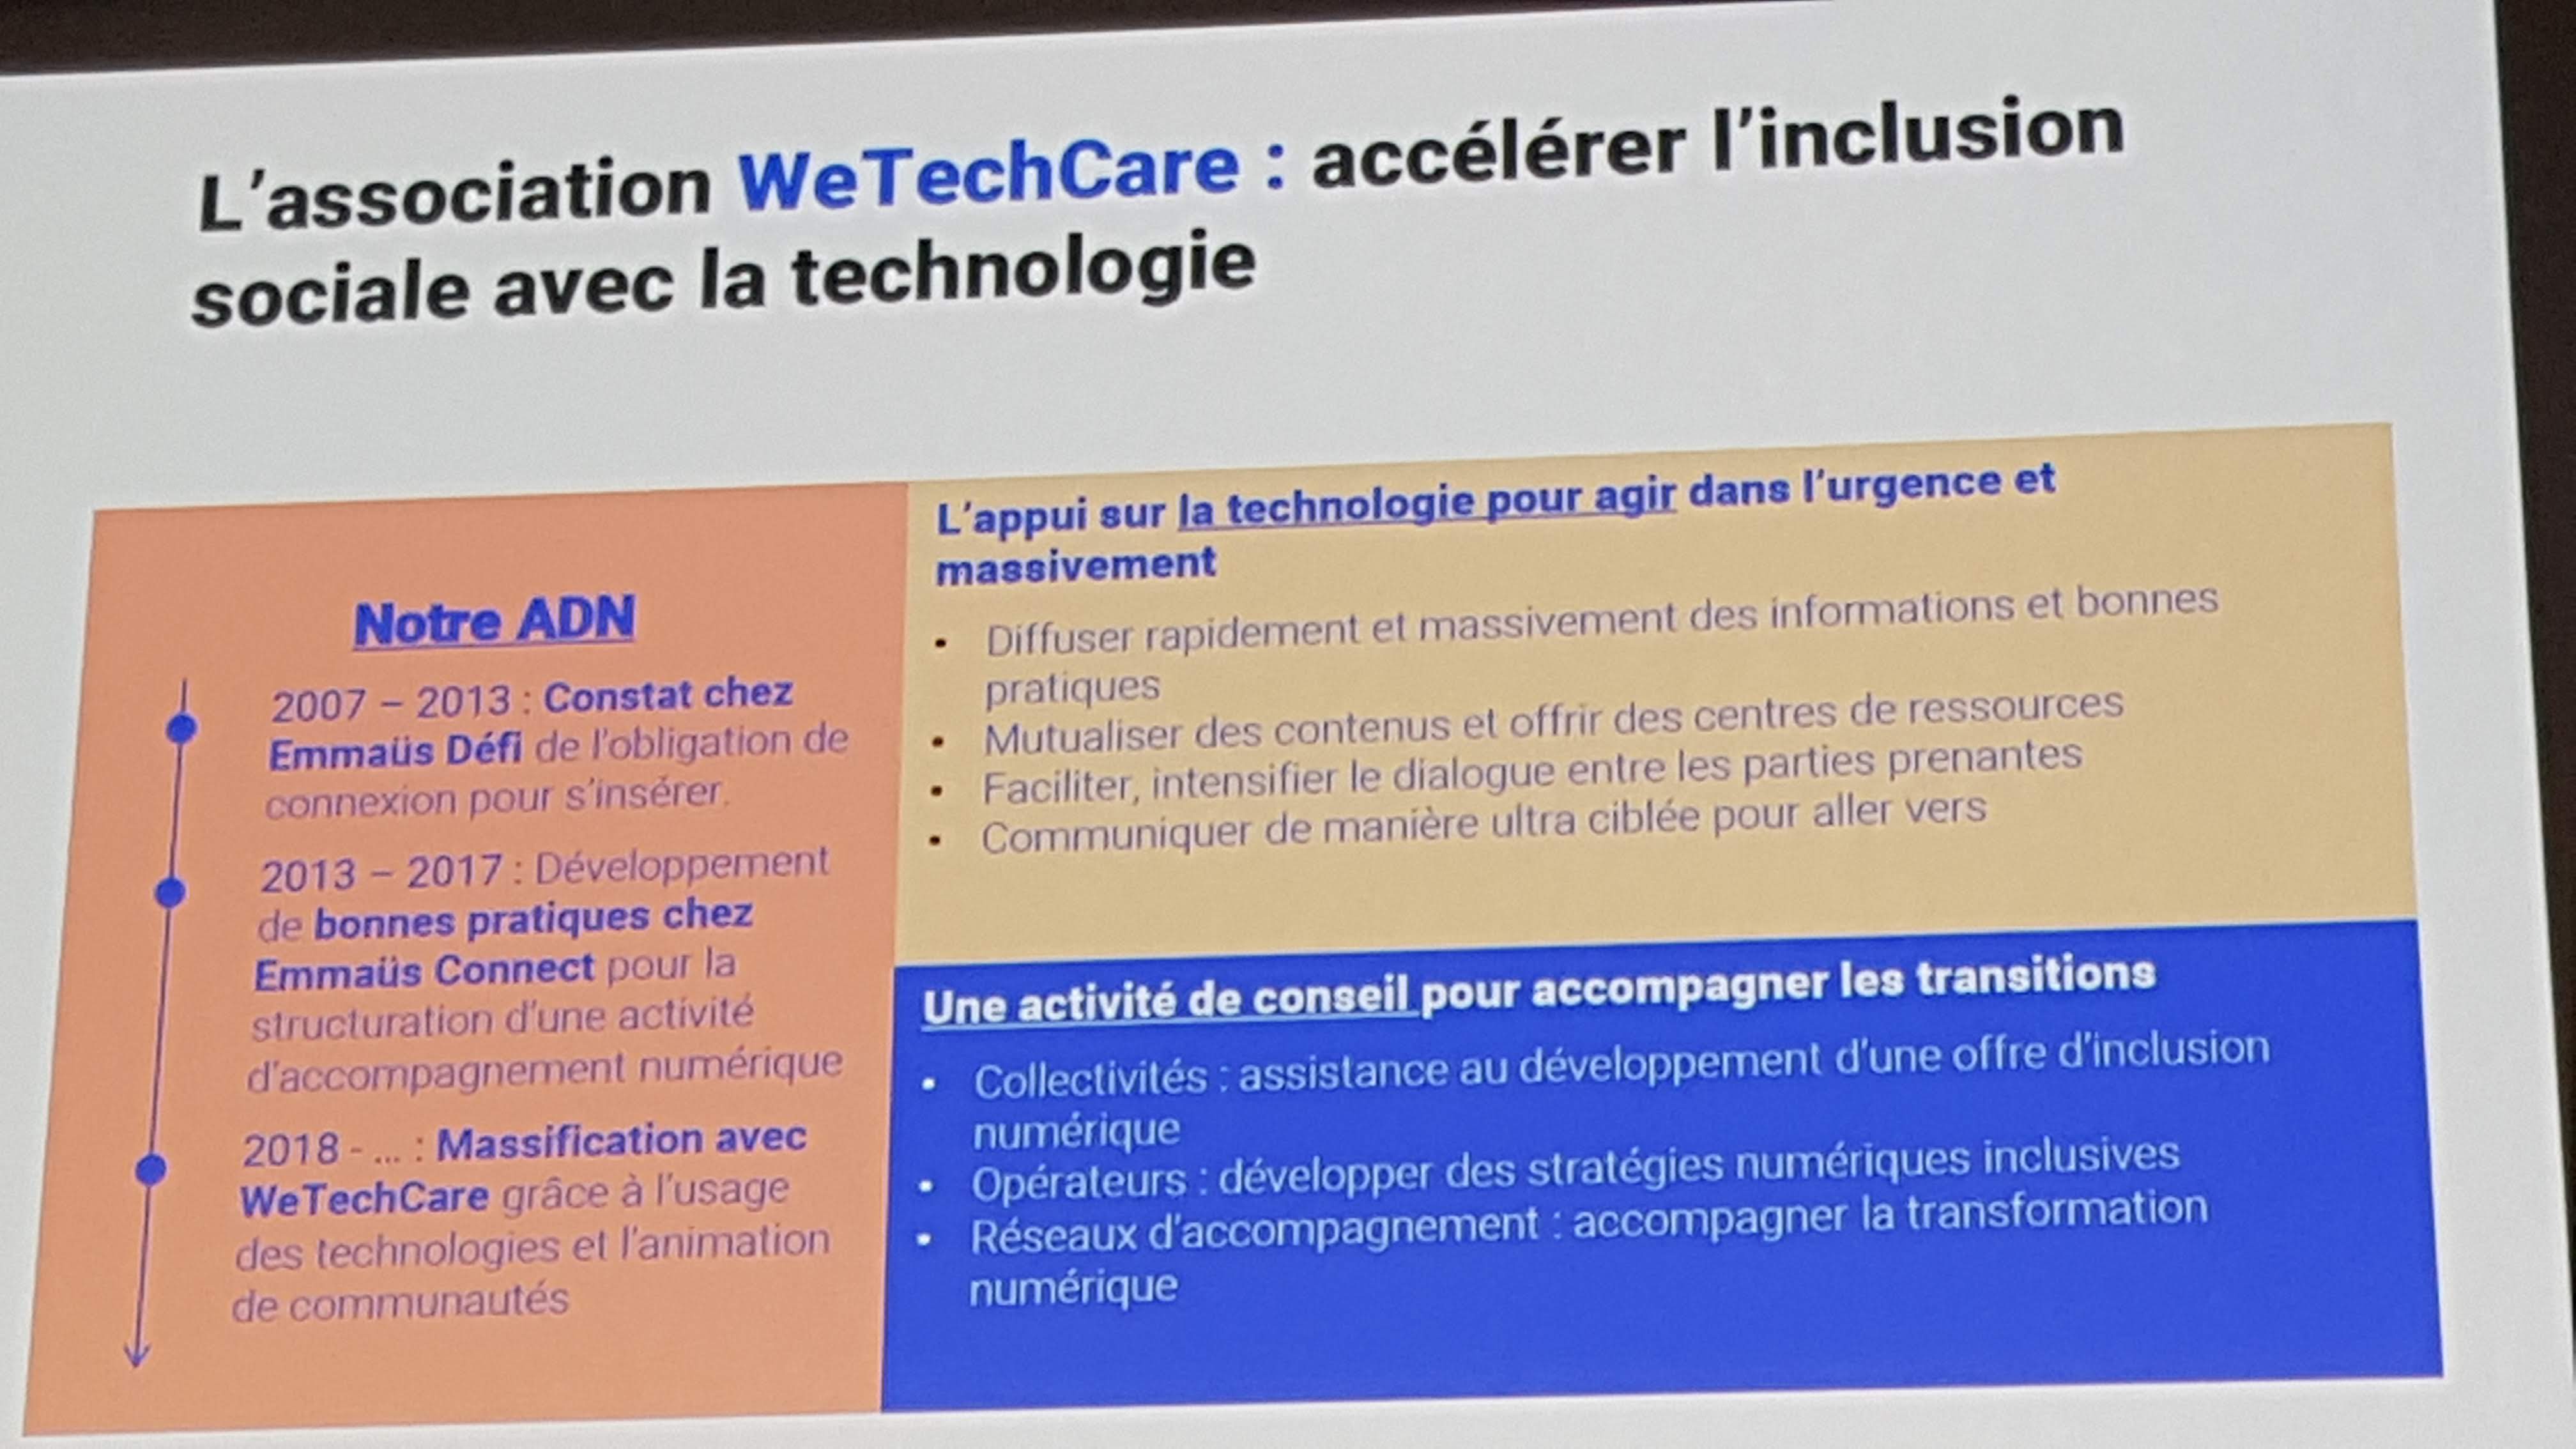 L'association WeTechCare : accélérer l'inclusion
sociale avec la technologie
Notre ADN
2007 – 2013 : Constat chez
Emmaüs Défi de l'obligation de
connexion pour s'insérer.
2013 – 2017 : Développement
de bonnes pratiques chez
Emmaüs Connect pour la
structuration d'une activité
d'accompagnement numérique
2018 - ... : Massification avec
WeTechCare grâce à l'usage
des technologies et l'animation
de communautés
L'appui sur la technologie pour agir dans l'urgence et
massivement
• Diffuser rapidement et massivement des informations et bonnes
pratiques
• Mutualiser des contenus et offrir des centres de ressources
• Faciliter, intensifier le dialogue entre les parties prenantes
• Communiquer de manière ultra ciblée pour aller vers
Une activité de conseil pour accompagner les transitions
• Collectivités : assistance au développement d'une offre d'inclusion
numérique
• Opérateurs : développer des stratégies numériques inclusives
• Réseaux d'accompagnement : accompagner la transformation
numérique